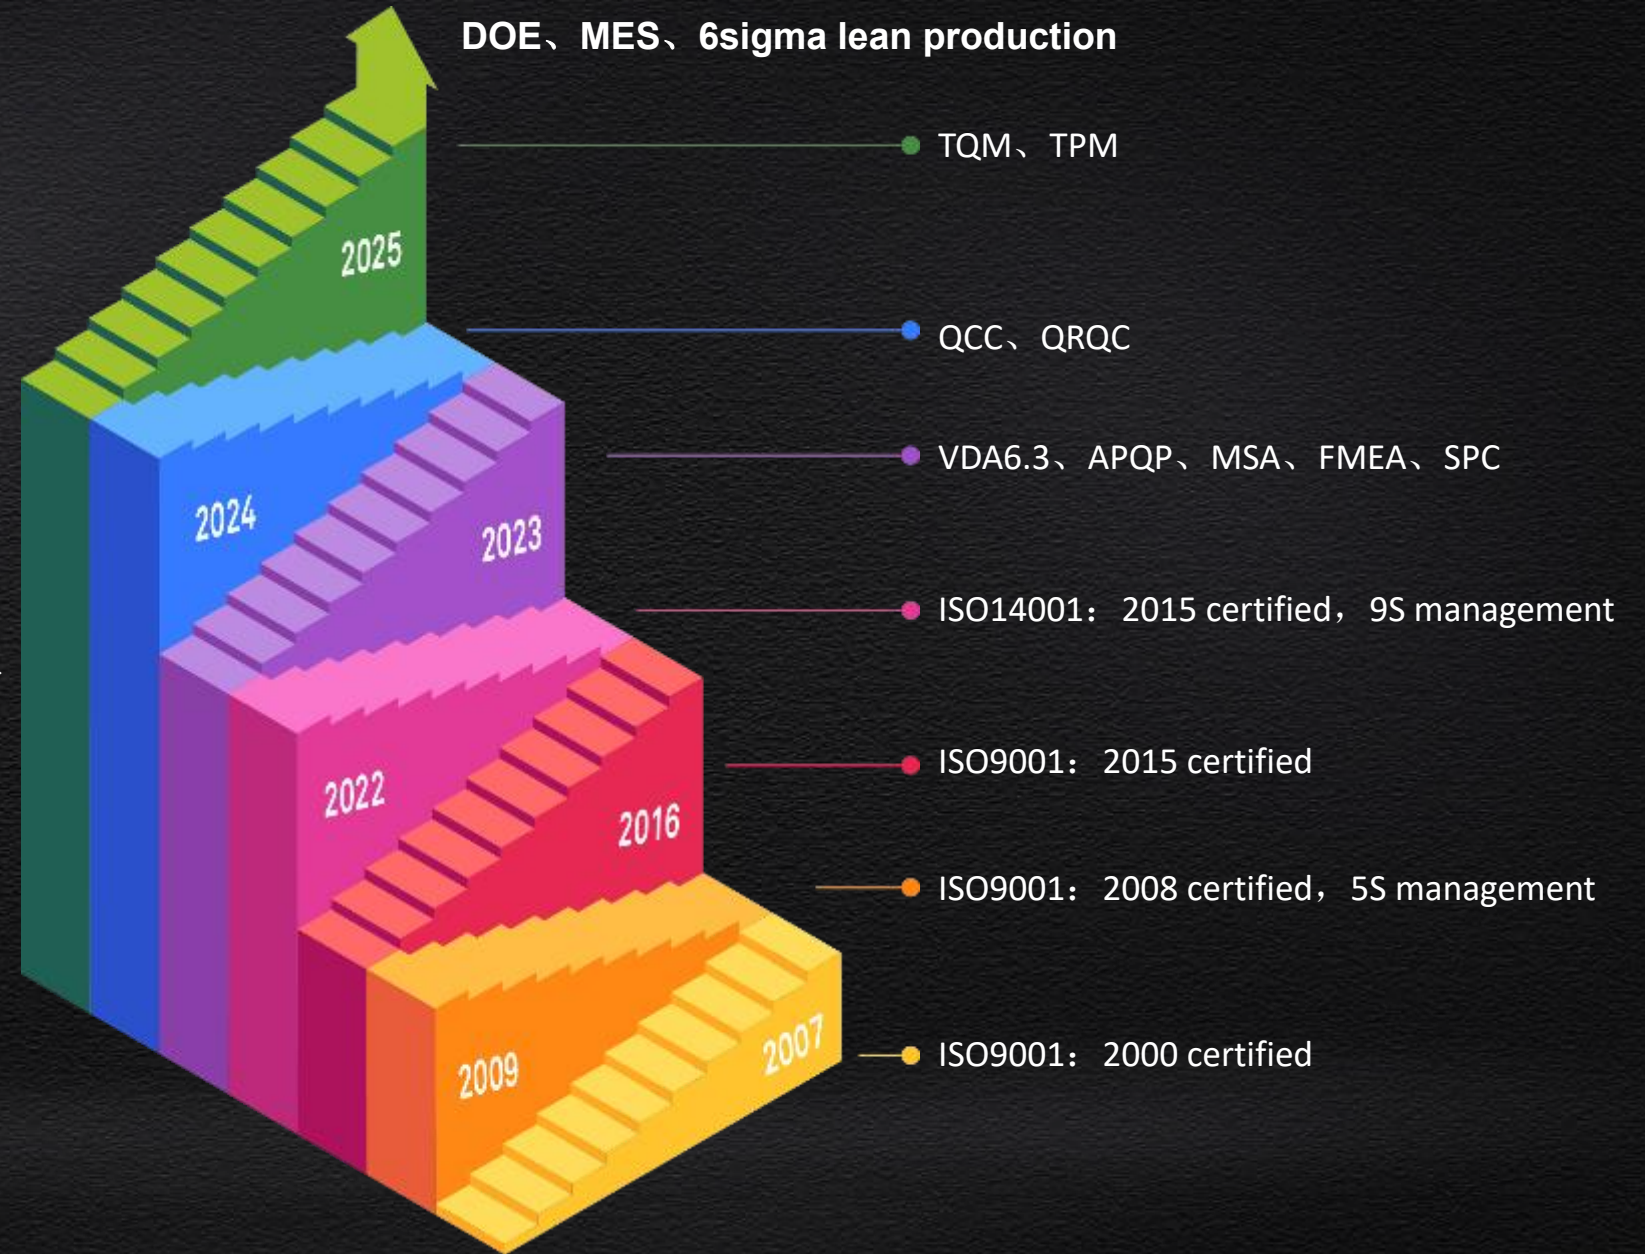 DOE、MES、6sigma lean production
TQM、TPM
2025
QCC、QRQC
VDA6.3、APQP、MSA、FMEA、SPC
2024
2023
ISO14001：2015 certified，9S management
ISO9001：2015 certified
2022
2016
ISO9001：2008 certified，5S management
ISO9001：2000 certified
2007
2009